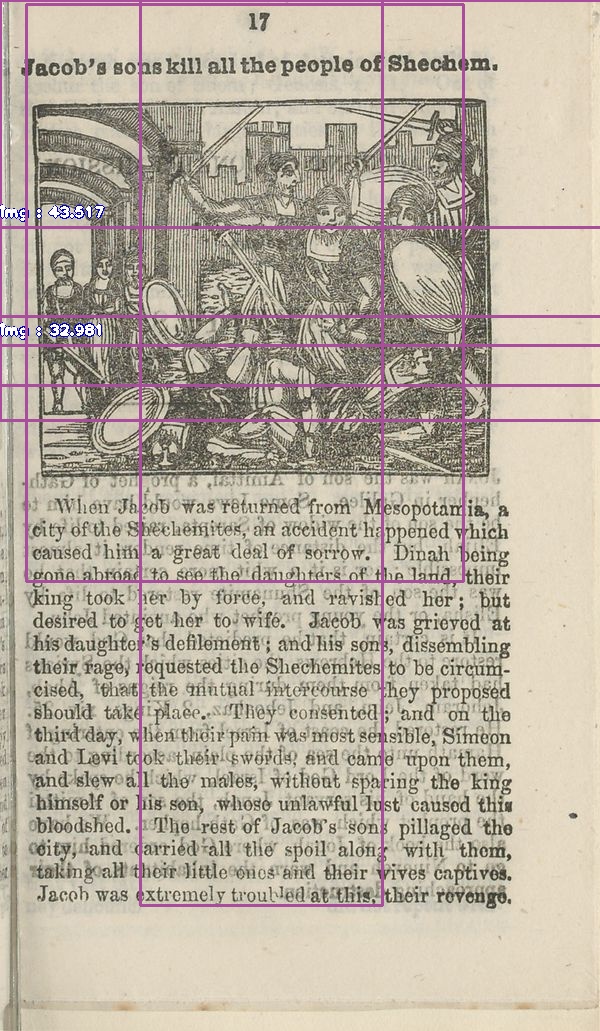 17
Jacob's sons kill all the people of Shechem.
img : 43.517
img : 32.981
When Jacob was returned from Mesopotamia, a
city of the Shechemites, an accident happened which
caused him a great deal of sorrow. Dinah being
gone abroad to see the daughters of the land, their
king took her by force, and ravished her; but
desired to get her to wife. Jacob was grieved at
his daughter's defilement; and his sons, dissembling
their rage, requested the Shechemites to be circum-
cised, that the mutual intercourse they proposed
should take place. They consented; and on the
third day, when their pain was most sensible, Simeon
and Levi took their swords, and came upon them,
and slew all the males, without sparing the king
himself or his son, whose unlawful lust caused this
bloodshed. The rest of Jacob's sons pillaged the
city, and carried all the spoil along with them,
taking all their little ones and their wives captives.
Jacob was extremely troubled at this, their revenge.